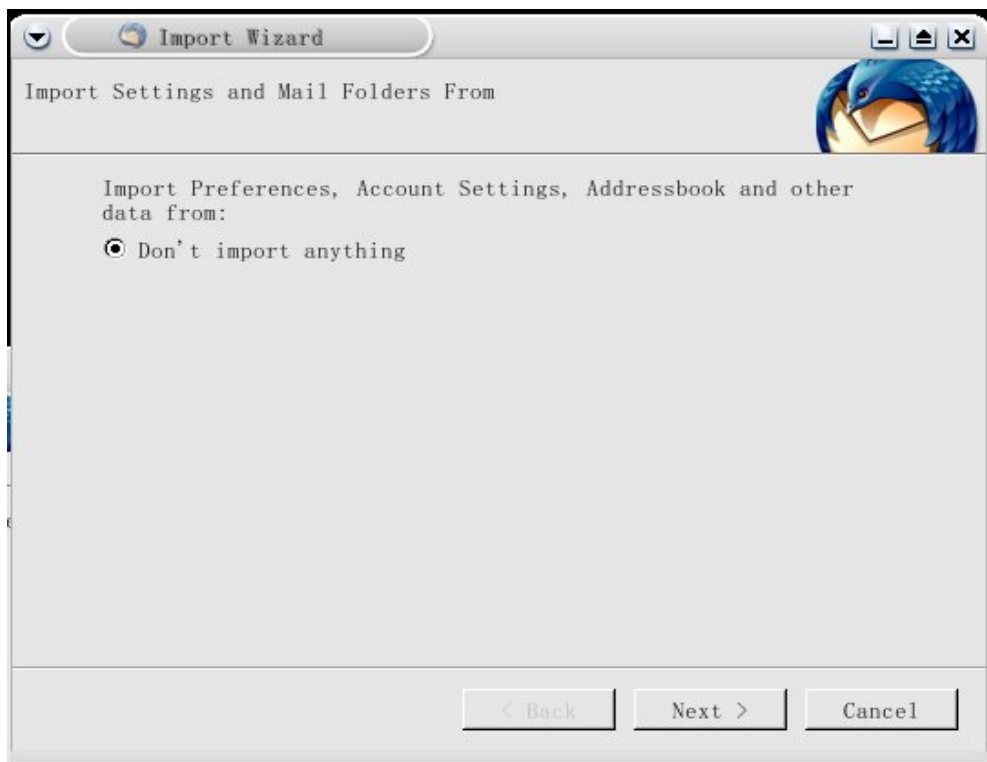 Import Wizard
Import Settings and Mail Folders From
Import Preferences, Account Settings, Addressbook and other
data from:
Don't import anything
< Back
Next >
Cancel